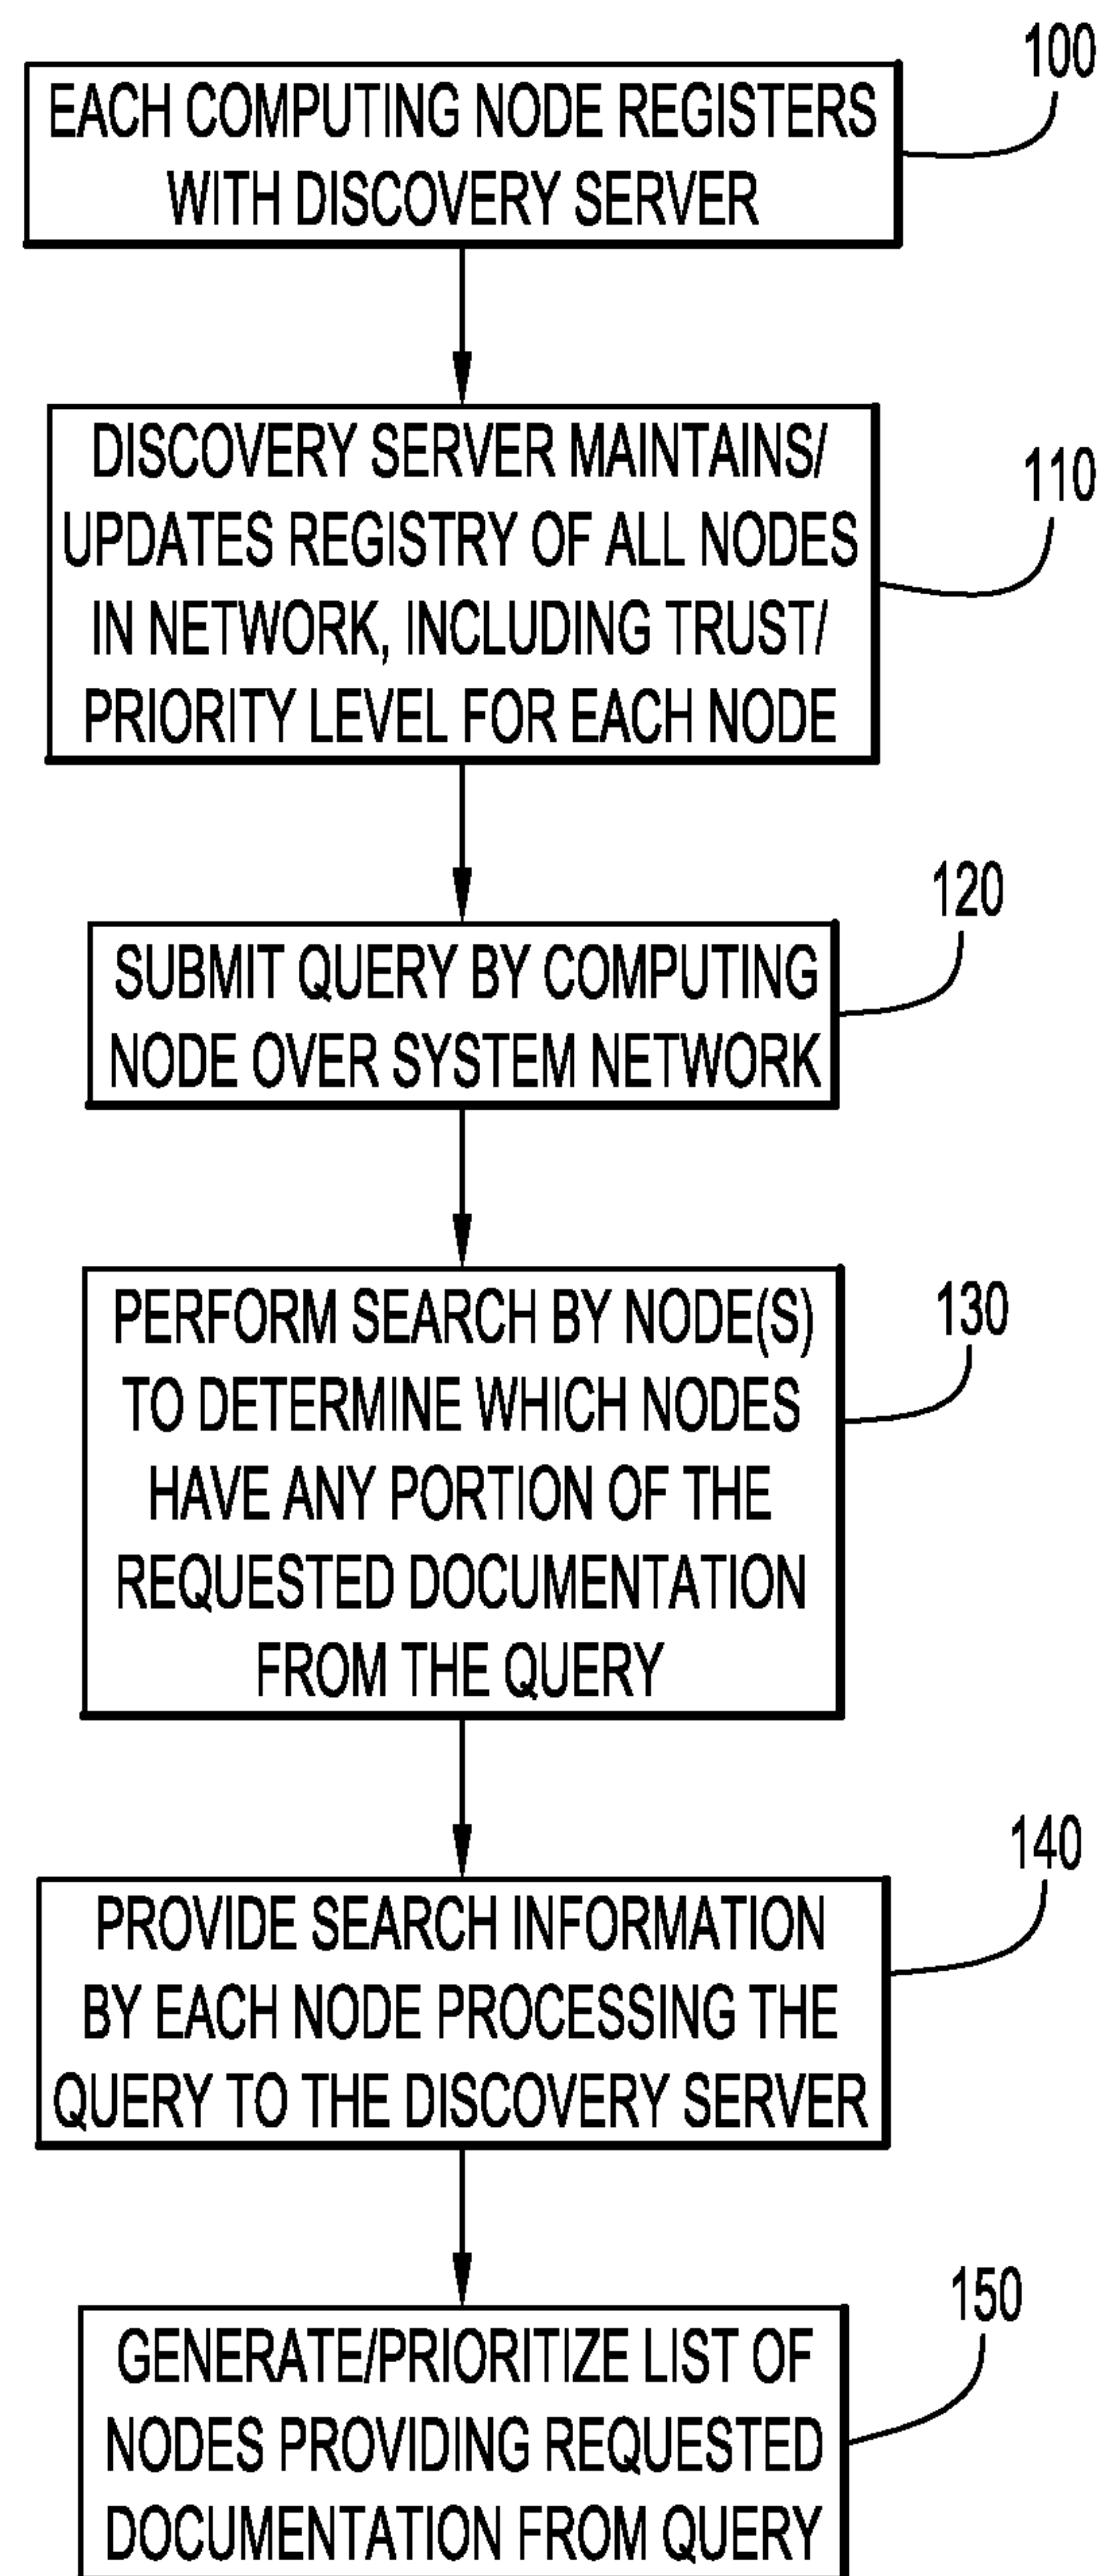 100
EACH COMPUTING NODE REGISTERS
WITH DISCOVERY SERVER
110
DISCOVERY SERVER MAINTAINS/
UPDATES REGISTRY OF ALL NODES
IN NETWORK, INCLUDING TRUST/
PRIORITY LEVEL FOR EACH NODE
120
SUBMIT QUERY BY COMPUTING
NODE OVER SYSTEM NETWORK
130
PERFORM SEARCH BY NODE(S)
TO DETERMINE WHICH NODES
HAVE ANY PORTION OF THE
REQUESTED DOCUMENTATION
FROM THE QUERY
140
PROVIDE SEARCH INFORMATION
BY EACH NODE PROCESSING THE
QUERY TO THE DISCOVERY SERVER
150
GENERATE/PRIORITIZE LIST OF
NODES PROVIDING REQUESTED
DOCUMENTATION FROM QUERY